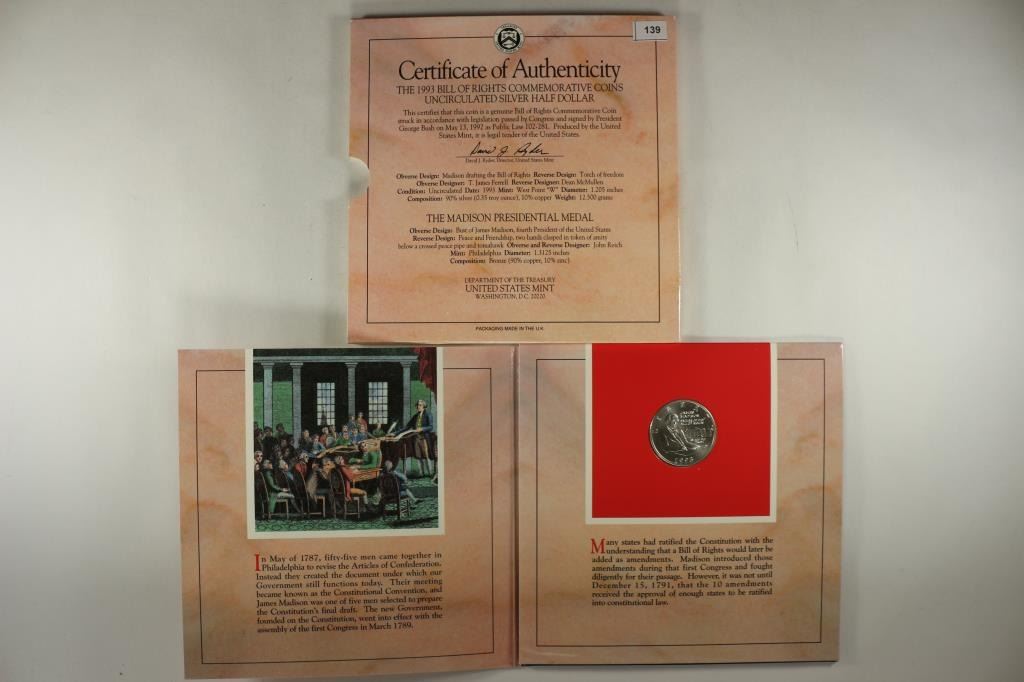 139
Certificate of Authenticity
THE 1993 BILL OF RIGHTS COMMEMORATIVE COINS
UNCIRCULATED SILVER HALF DOLLAR
This certifies that this coin is a genuine Bill of Rights Commemorative Coin
struck in accordance with legislation passed by Congress and signed by President
George Bush on May 13, 1992 as Public Law 102-281. Produced by the United
States Mint, it is legal tender of the United States.
David J. Ryder
David J. Ryder, Director, United States Mint
Obverse Design: Madison drafting the Bill of Rights Reverse Design: Torch of freedom
Obverse Designer: T. James Ferrell Reverse Designer: Dean McMullen
Condition: Uncirculated Date: 1993 Mint: West Point "W" Diameter: 1.205 inches
Composition: 90% silver (0.35 troy ounce), 10% copper Weight: 12.500 grams
THE MADISON PRESIDENTIAL MEDAL
Obverse Design: Bust of James Madison, fourth President of the United States
Reverse Design: Peace and Friendship, two hands clasped in token of amity
below a crossed peace pipe and tomahawk Obverse and Reverse Designer: John Reich
Mint: Philadelphia Diameter: 1.3125 inches
Composition: Bronze (90% copper, 10% zinc).
DEPARTMENT OF THE TREASURY
UNITED STATES MINT
WASHINGTON, D.C. 20220
PACKAGING MADE IN THE U.K.
In May of 1787, fifty-five men came together in
Philadelphia to revise the Articles of Confederation.
Instead they created the document under which our
Government still functions today. Their meeting
became known as the Constitutional Convention, and
James Madison was one of five men selected to prepare
the Constitution's final draft. The new Government,
founded on the Constitution, went into effect with the
assembly of the first Congress in March 1789.
1993
Many states had ratified the Constitution with the
understanding that a Bill of Rights would later be
added as amendments. Madison introduced those
amendments during that first Congress and fought
diligently for their passage. However, it was not until
December 15, 1791, that the 10 amendments
received the approval of enough states to be ratified
into constitutional law.